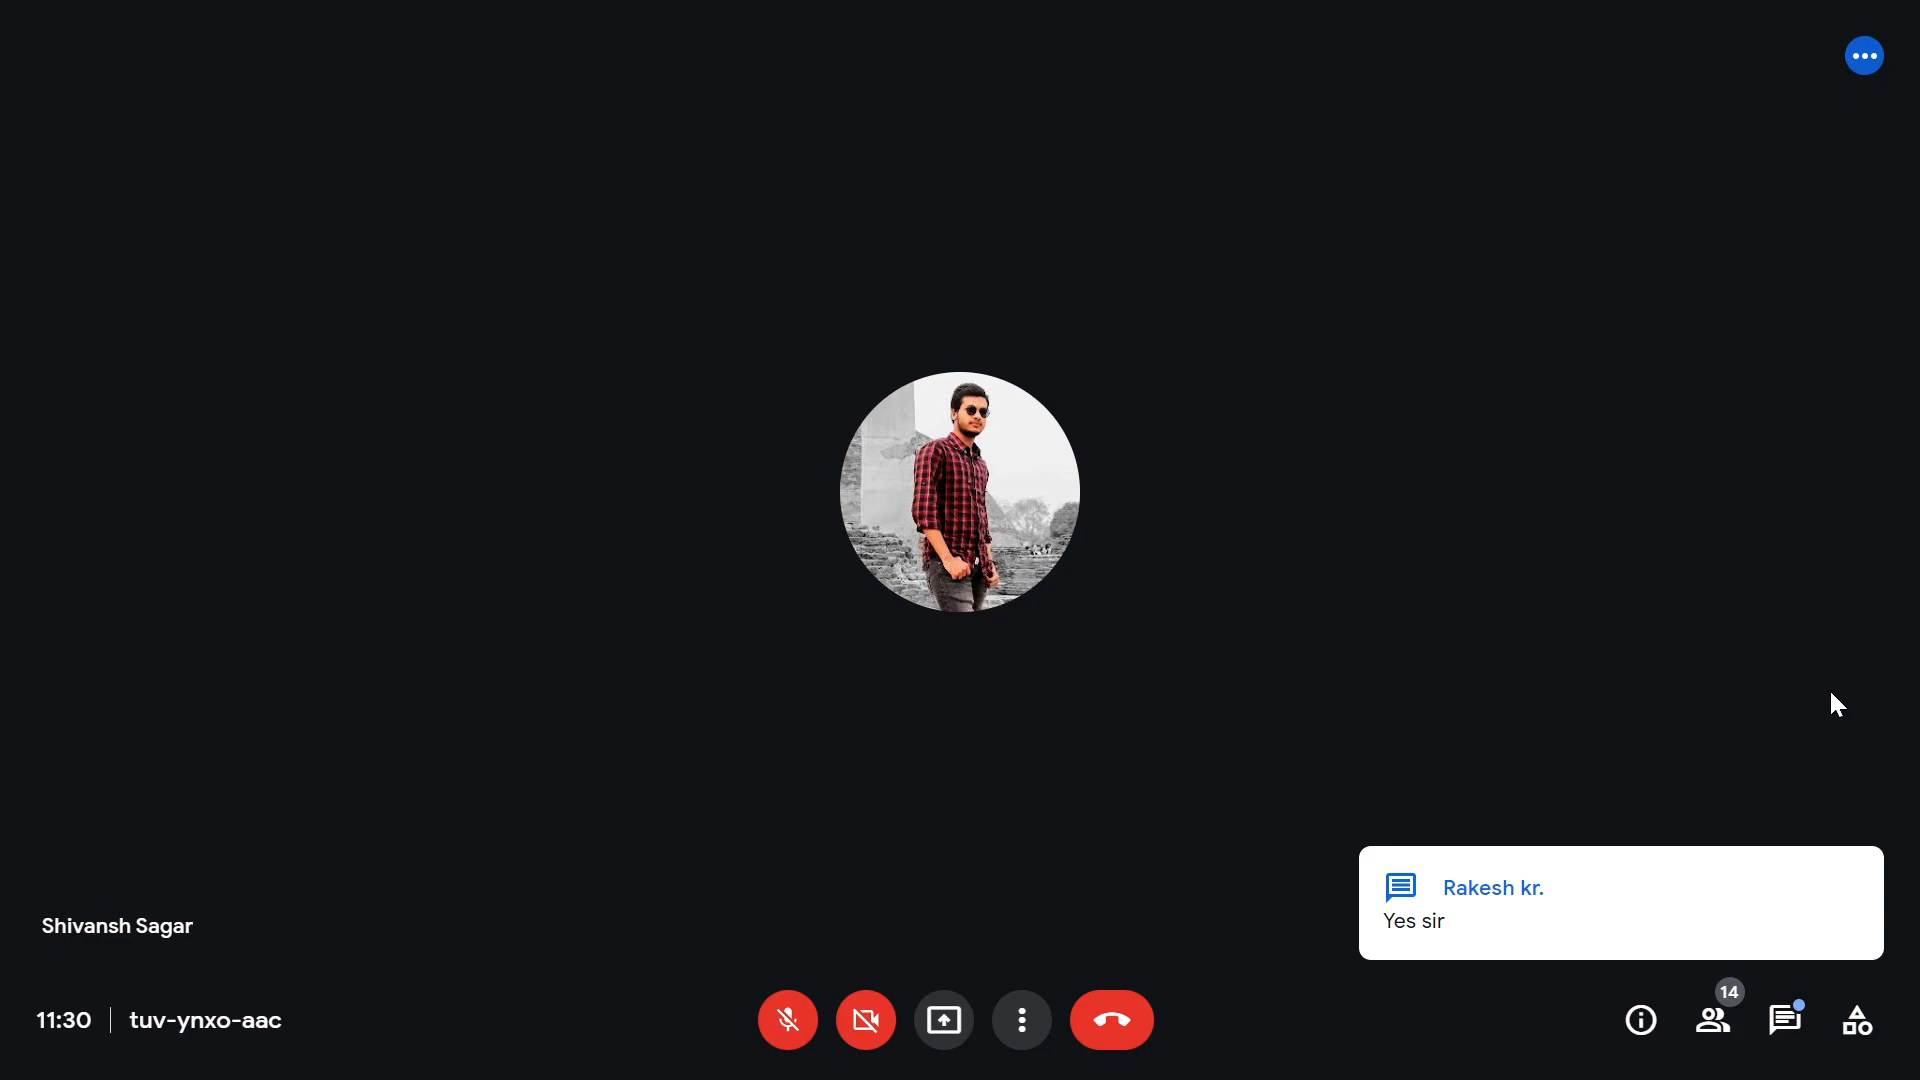 Rakesh kr.
Yes sir
Shivansh Sagar
14
11:30 | tuv-ynxo-aac